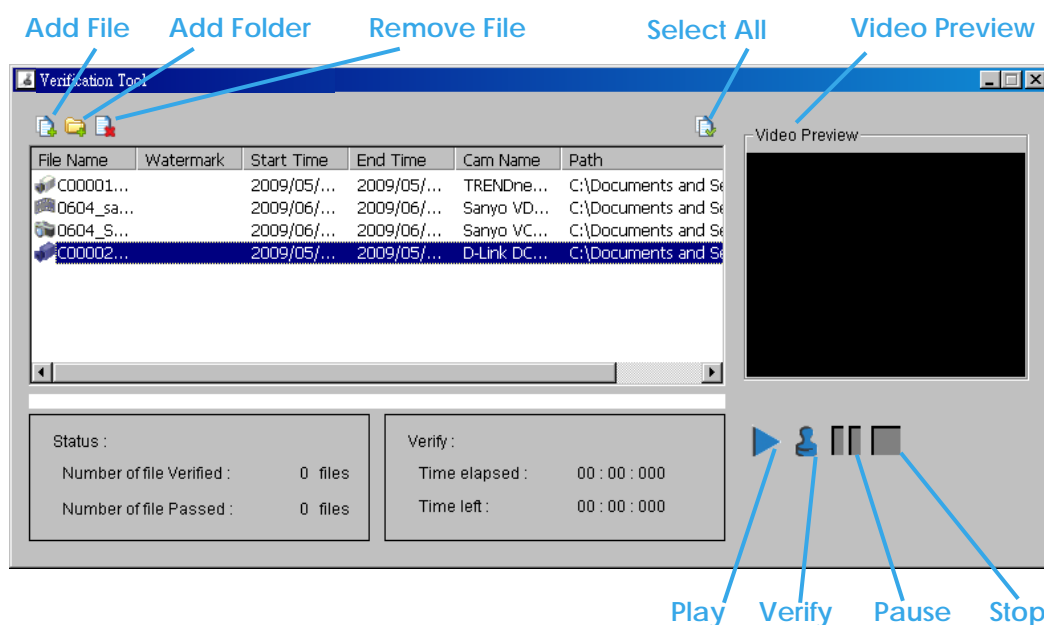 Add File Add Folder Remove File Select All Video Preview
Verification Tool
Video Preview
File Name Watermark Start Time End Time Cam Name Path
C00001... 2009/05/... 2009/05/... TRENDne... C:\Documents and Se
0604_sa... 2009/06/... 2009/06/... Sanyo VD... C:\Documents and Se
0604_S... 2009/06/... 2009/06/... Sanyo VC... C:\Documents and Se
C00002... 2009/05/... 2009/05/... D-Link DC... C:\Documents and Se
Status : Verify :
Number of file Verified : 0 files Time elapsed : 00 : 00 : 000
Number of file Passed : 0 files Time left : 00 : 00 : 000
Play Verify Pause Stop